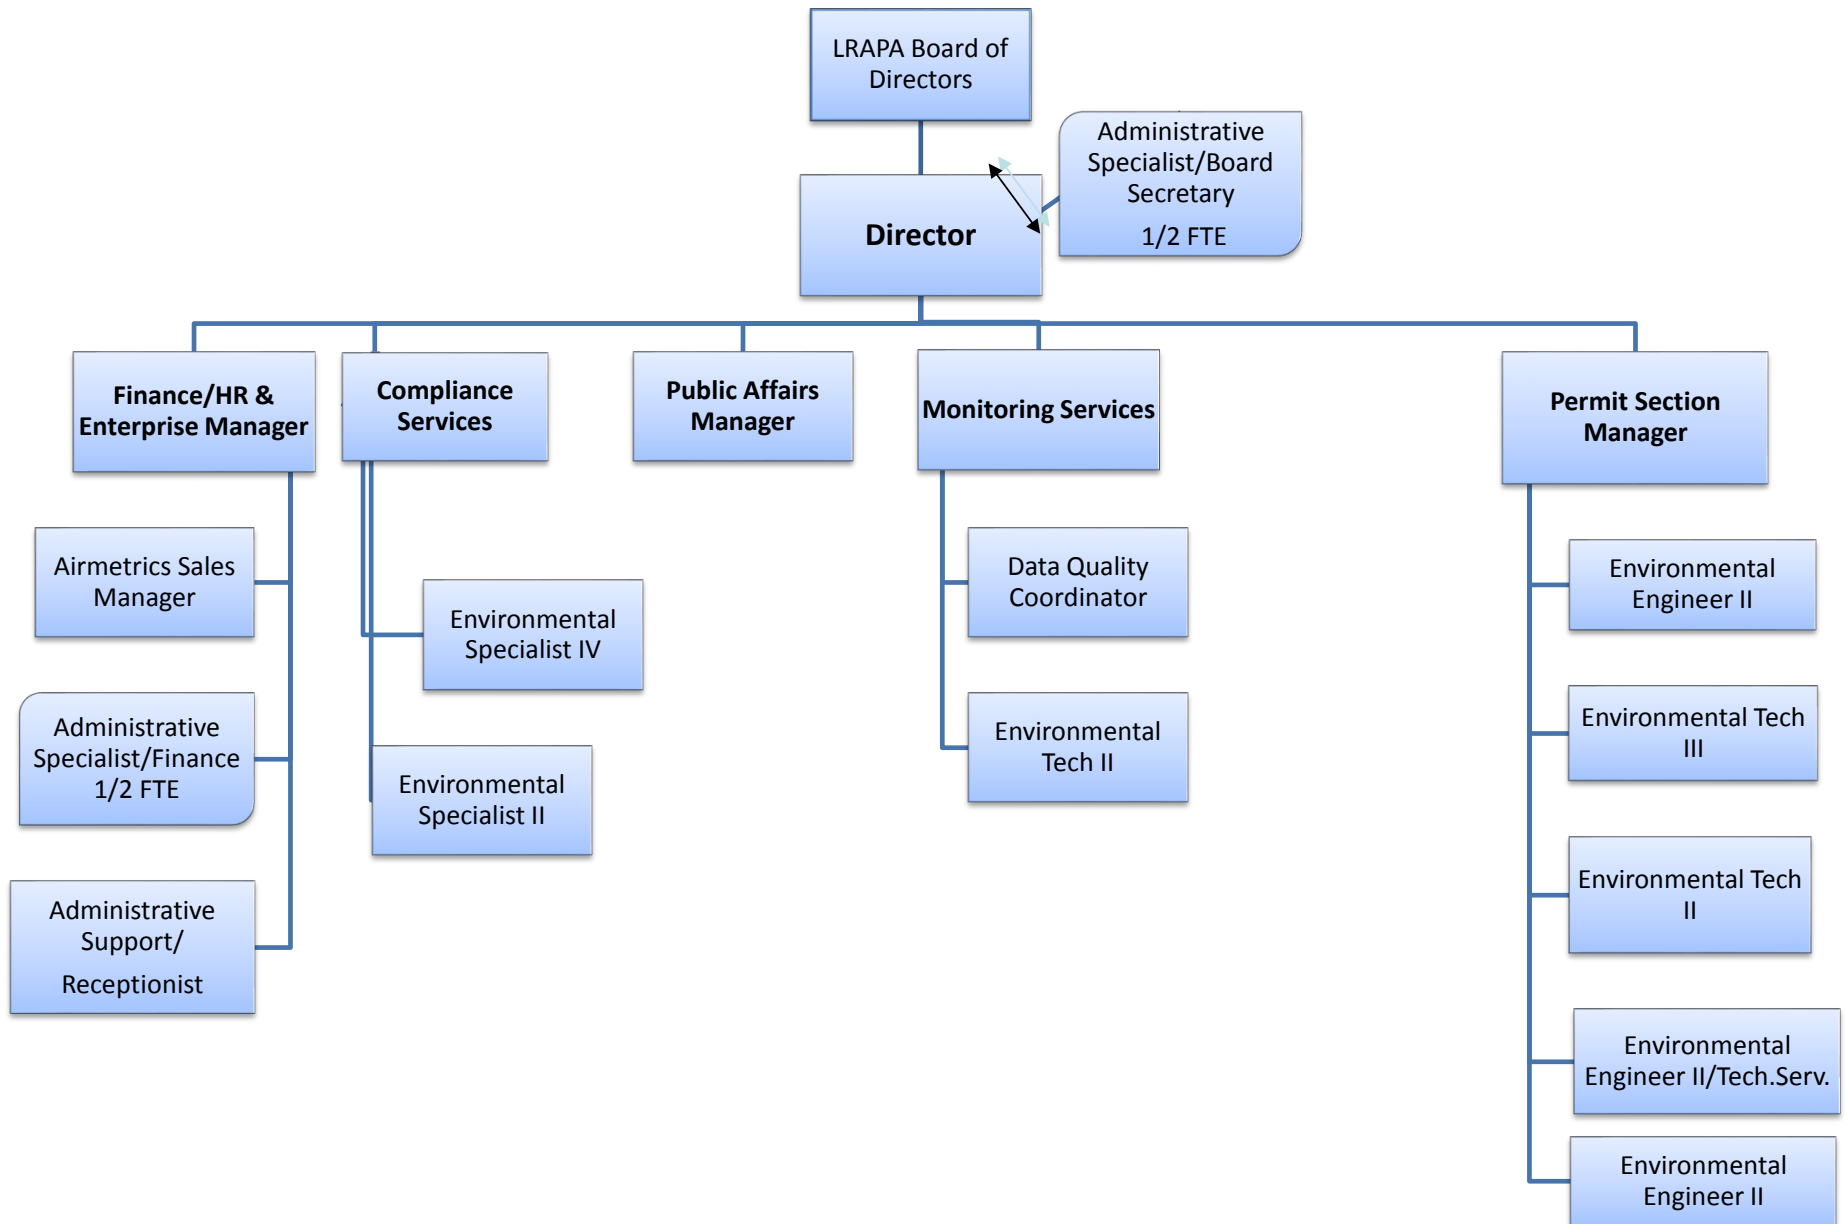 LRAPA Board of
Directors
Administrative
Specialist/Board
Secretary
1/2 FTE
Director
Finance/HR &
Enterprise Manager
Compliance
Services
Public Affairs
Manager
Monitoring Services
Permit Section
Manager
Airmetrics Sales
Manager
Administrative
Specialist/Finance
1/2 FTE
Administrative
Support/
Receptionist
Environmental
Specialist IV
Environmental
Specialist II
Data Quality
Coordinator
Environmental
Tech II
Environmental
Engineer II
Environmental Tech
III
Environmental Tech
II
Environmental
Engineer II/Tech.Serv.
Environmental
Engineer II